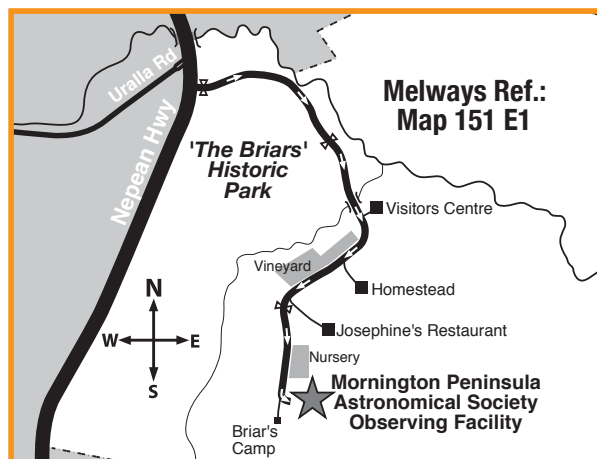 Uralla Rd
Nepean Hwy
Melways Ref.:
Map 151 E1
'The Briars'
Historic
Park
Visitors Centre
Vineyard
Homestead
N
W
E
S
Josephine's Restaurant
Nursery
Mornington Peninsula
Astronomical Society
Observing Facility
Briar's
Camp